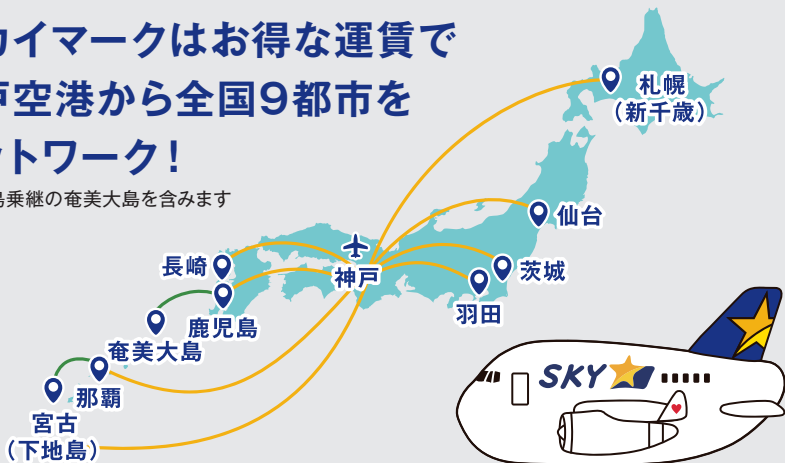 カイマークはお得な運賃で
戸空港から全国9都市を
ットワーク！
島乗継の奄美大島を含みます
札幌
（新千歳）
仙台
長崎
神戸
茨城
鹿児島
羽田
奄美大島
那覇
宮古
（下地島）
SKY